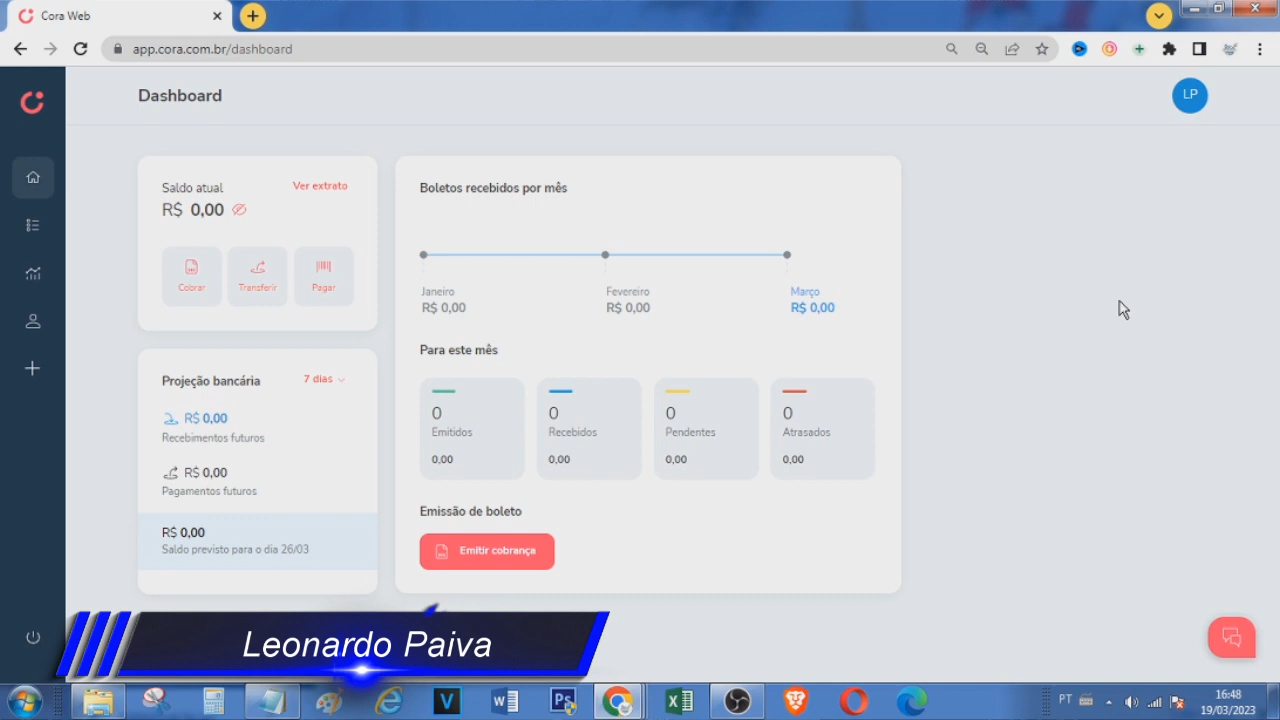 Cora Web
app.cora.com.br/dashboard
Dashboard
LP
Saldo atual
Ver extrato
R$ 0,00
Cobrar
Transferir
Pagar
Projeção bancária
7 dias
R$ 0,00
Recebimentos futuros
R$ 0,00
Pagamentos futuros
R$ 0,00
Saldo previsto para o dia 26/03
Boletos recebidos por mês
Janeiro
R$ 0,00
Fevereiro
R$ 0,00
Março
R$ 0,00
Para este mês
0
Emitidos
0,00
0
Recebidos
0,00
0
Pendentes
0,00
0
Atrasados
0,00
Emissão de boleto
Emitir cobrança
Leonardo Paiva
PT
16:48
19/03/2023